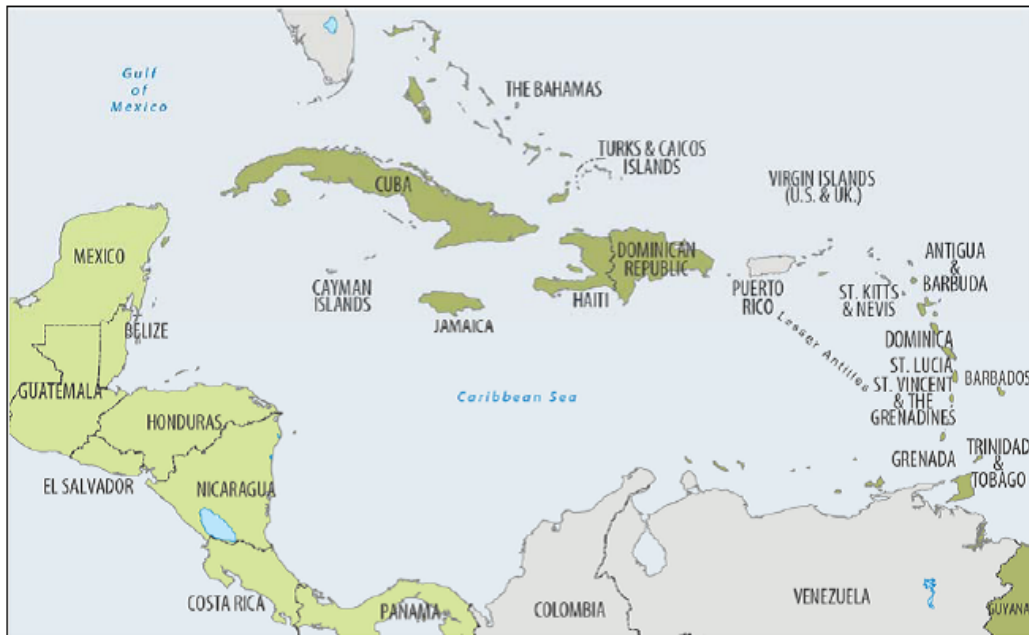 Gulf
of
Mexico
THE BAHAMAS
TURKS & CAICOS
ISLANDS
CUBA
VIRGIN ISLANDS
(U.S. & UK.)
MEXICO
DOMINICAN
REPUBLIC
ANTIGUA
&
BARBUDA
CAYMAN
ISLANDS
HAITI
PUERTO
RICO
ST. KITTS
& NEVIS
JAMAICA
BELIZE
Lesser Antilles
DOMINICA
ST. LUCIA
BARBADOS
ST. VINCENT
& THE
GRENADINES
GUATEMALA
Caribbean Sea
HONDURAS
GRENADA
TRINIDAD
&
TOBAGO
EL SALVADOR
NICARAGUA
COSTA RICA
PANAMA
COLOMBIA
VENEZUELA
GUYANA